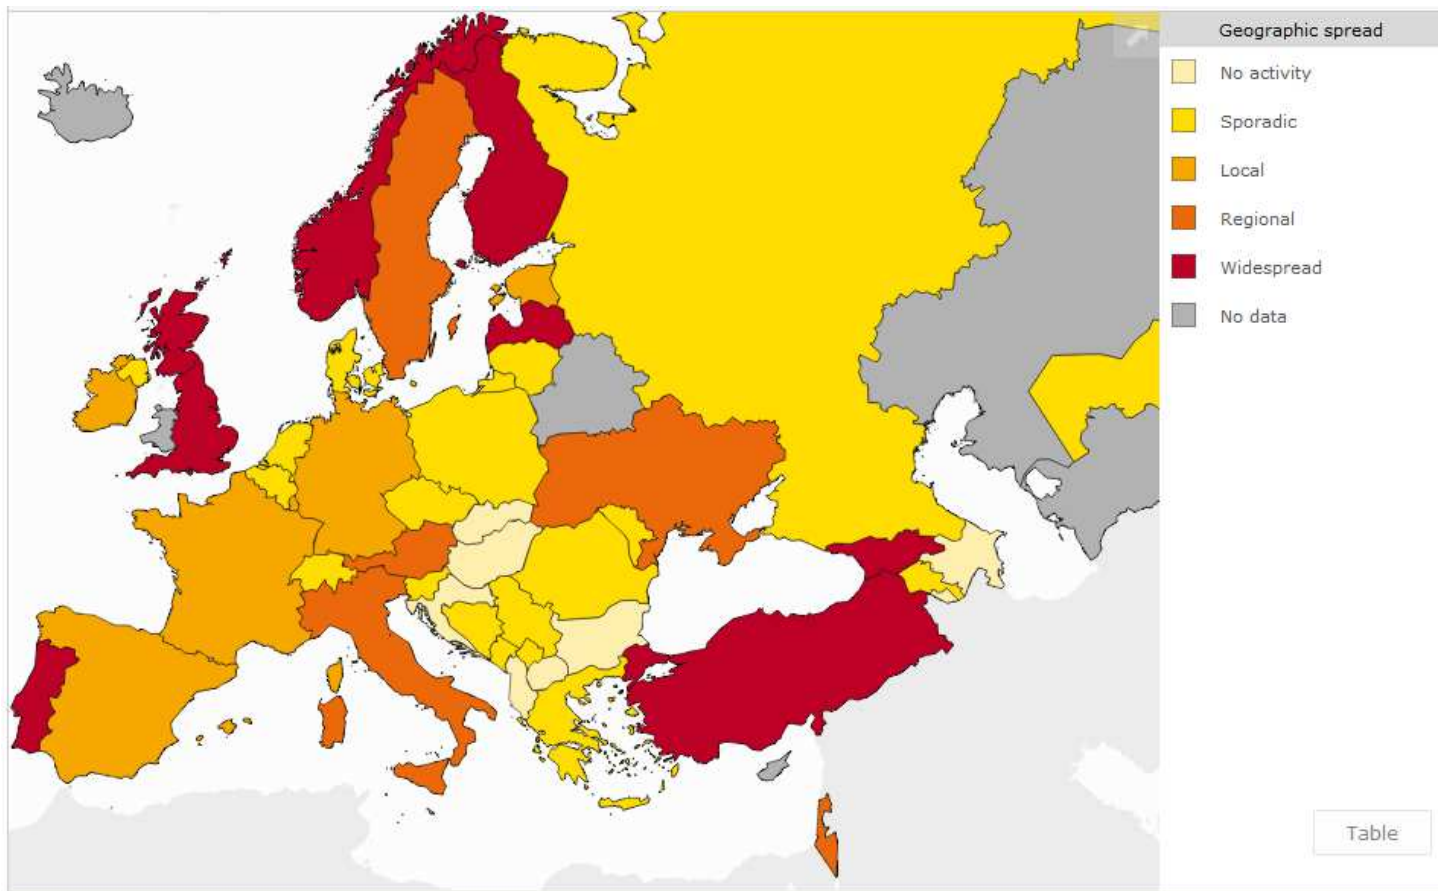 Geographic spread
No activity
Sporadic
Local
Regional
Widespread
No data
Table